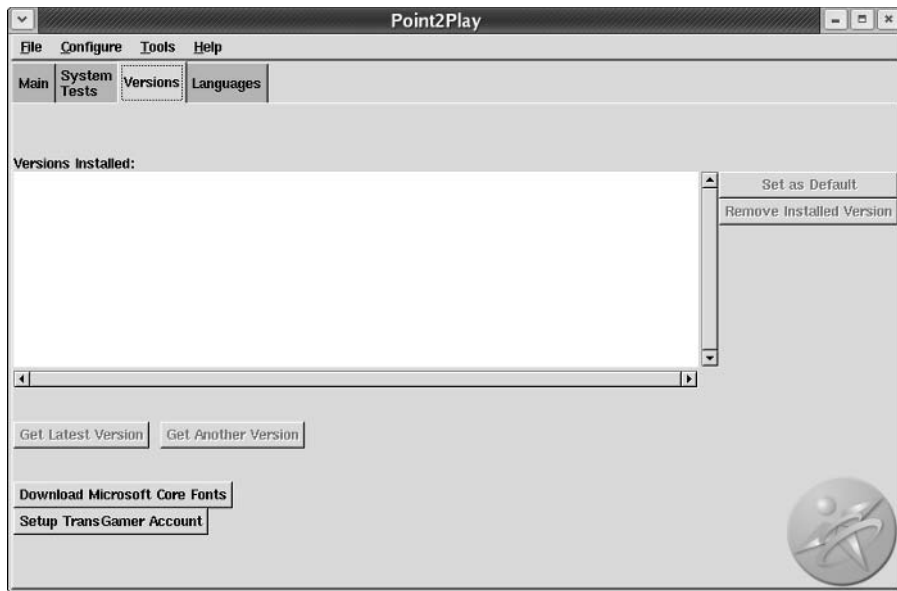 Point2Play
File Configure Tools Help
Main System Tests Versions Languages
Versions Installed:
Set as Default
Remove Installed Version
Get Latest Version Get Another Version
Download Microsoft Core Fonts
Setup TransGamer Account